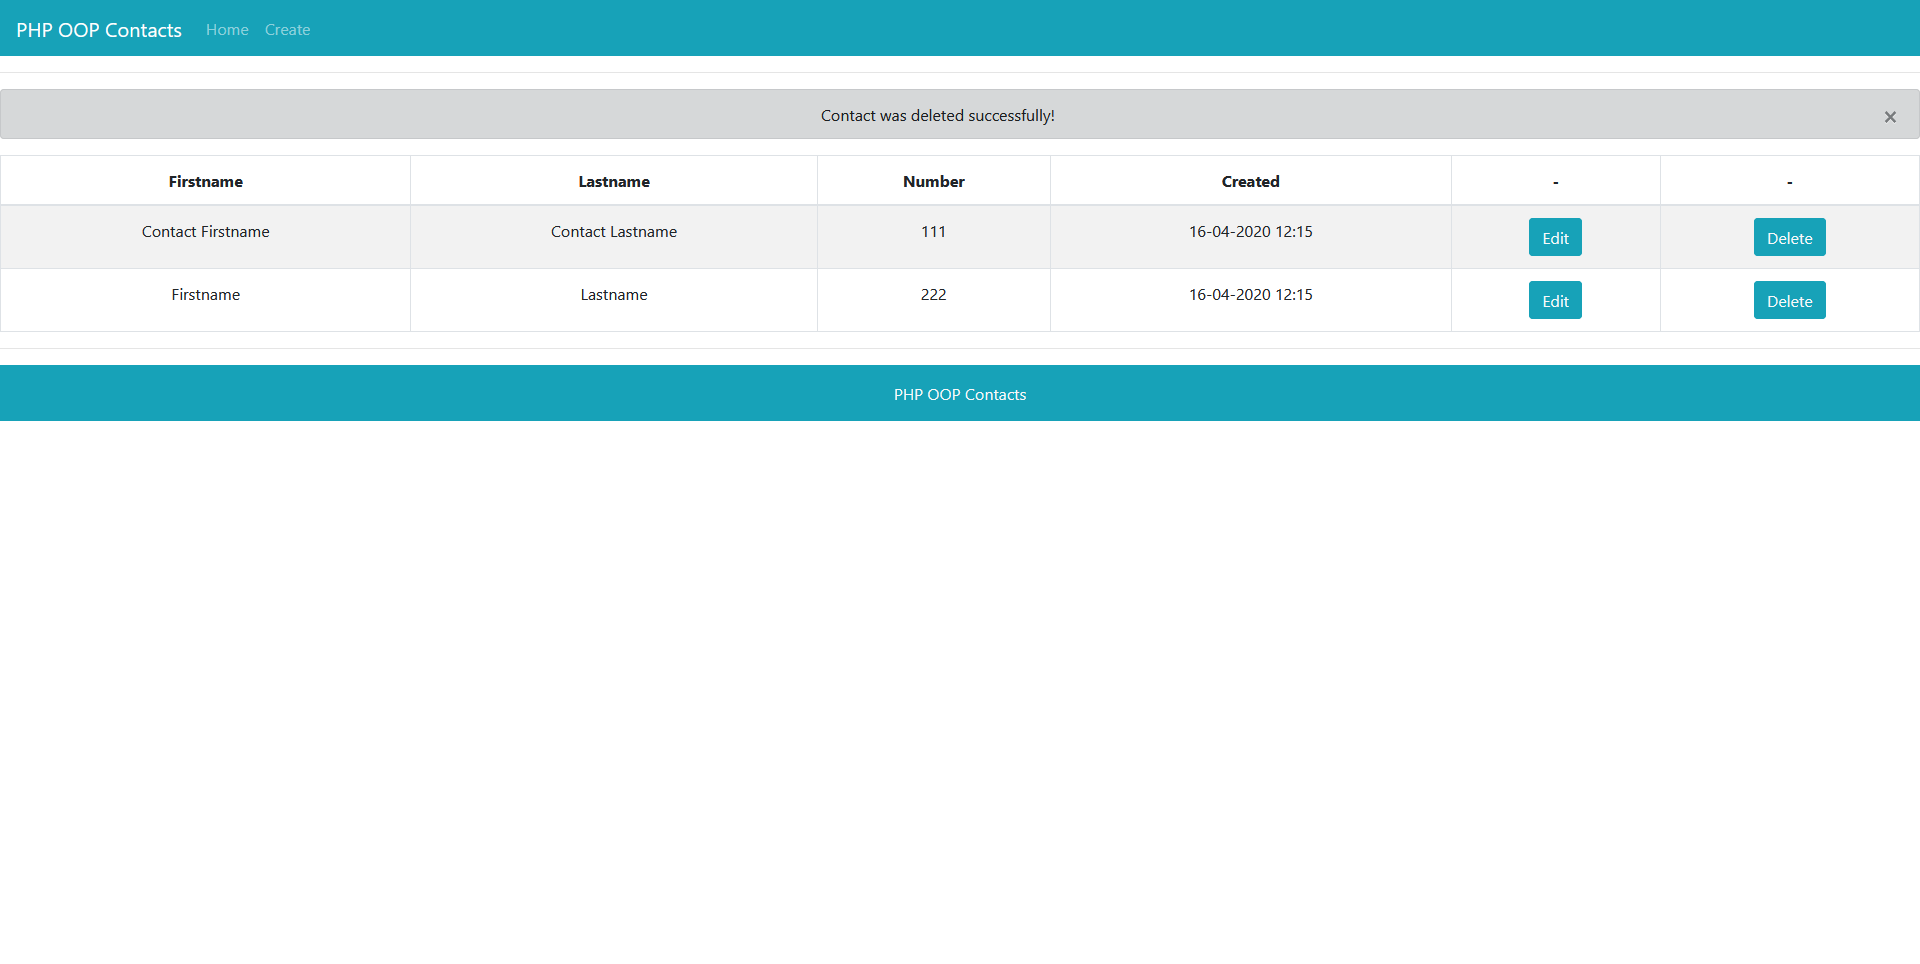 PHP OOP Contacts Home Create
Contact was deleted successfully! ×
Firstname Lastname Number Created - -
Contact Firstname Contact Lastname 111 16-04-2020 12:15 Edit Delete
Firstname Lastname 222 16-04-2020 12:15 Edit Delete
PHP OOP Contacts